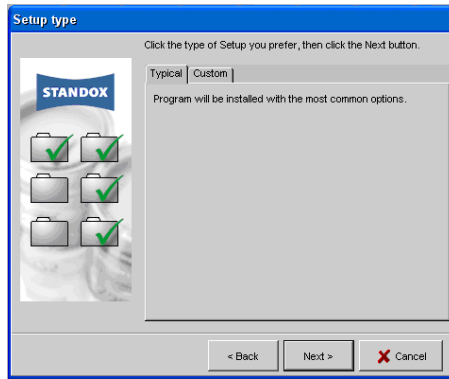 Setup type
Click the type of Setup you prefer, then click the Next button.
STANDOX
Typical Custom
Program will be installed with the most common options.
< Back Next > Cancel